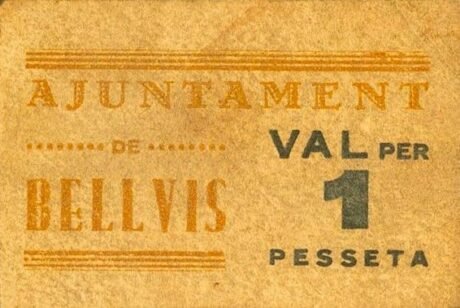 AJUNTAMENT
DE
BELLVIS
VAL PER
1
PESSETA